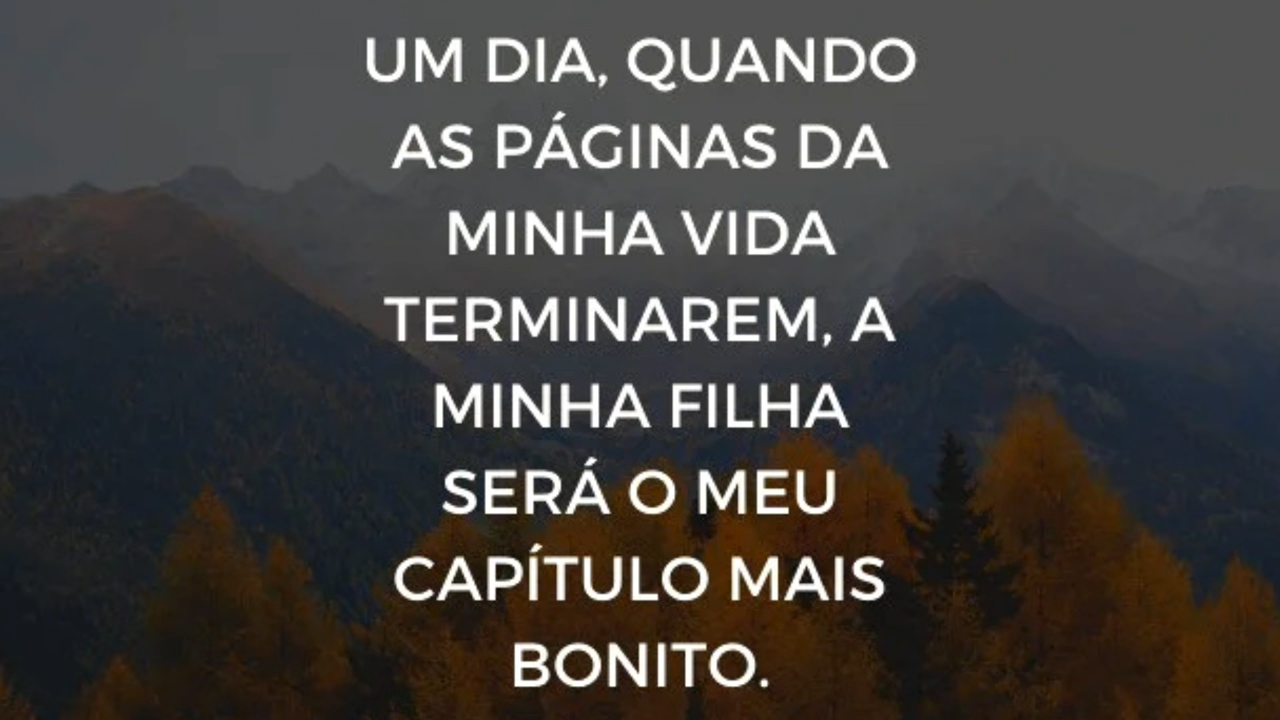 UM DIA, QUANDO
AS PÁGINAS DA
MINHA VIDA
TERMINAREM, A
MINHA FILHA
SERÁ O MEU
CAPÍTULO MAIS
BONITO.